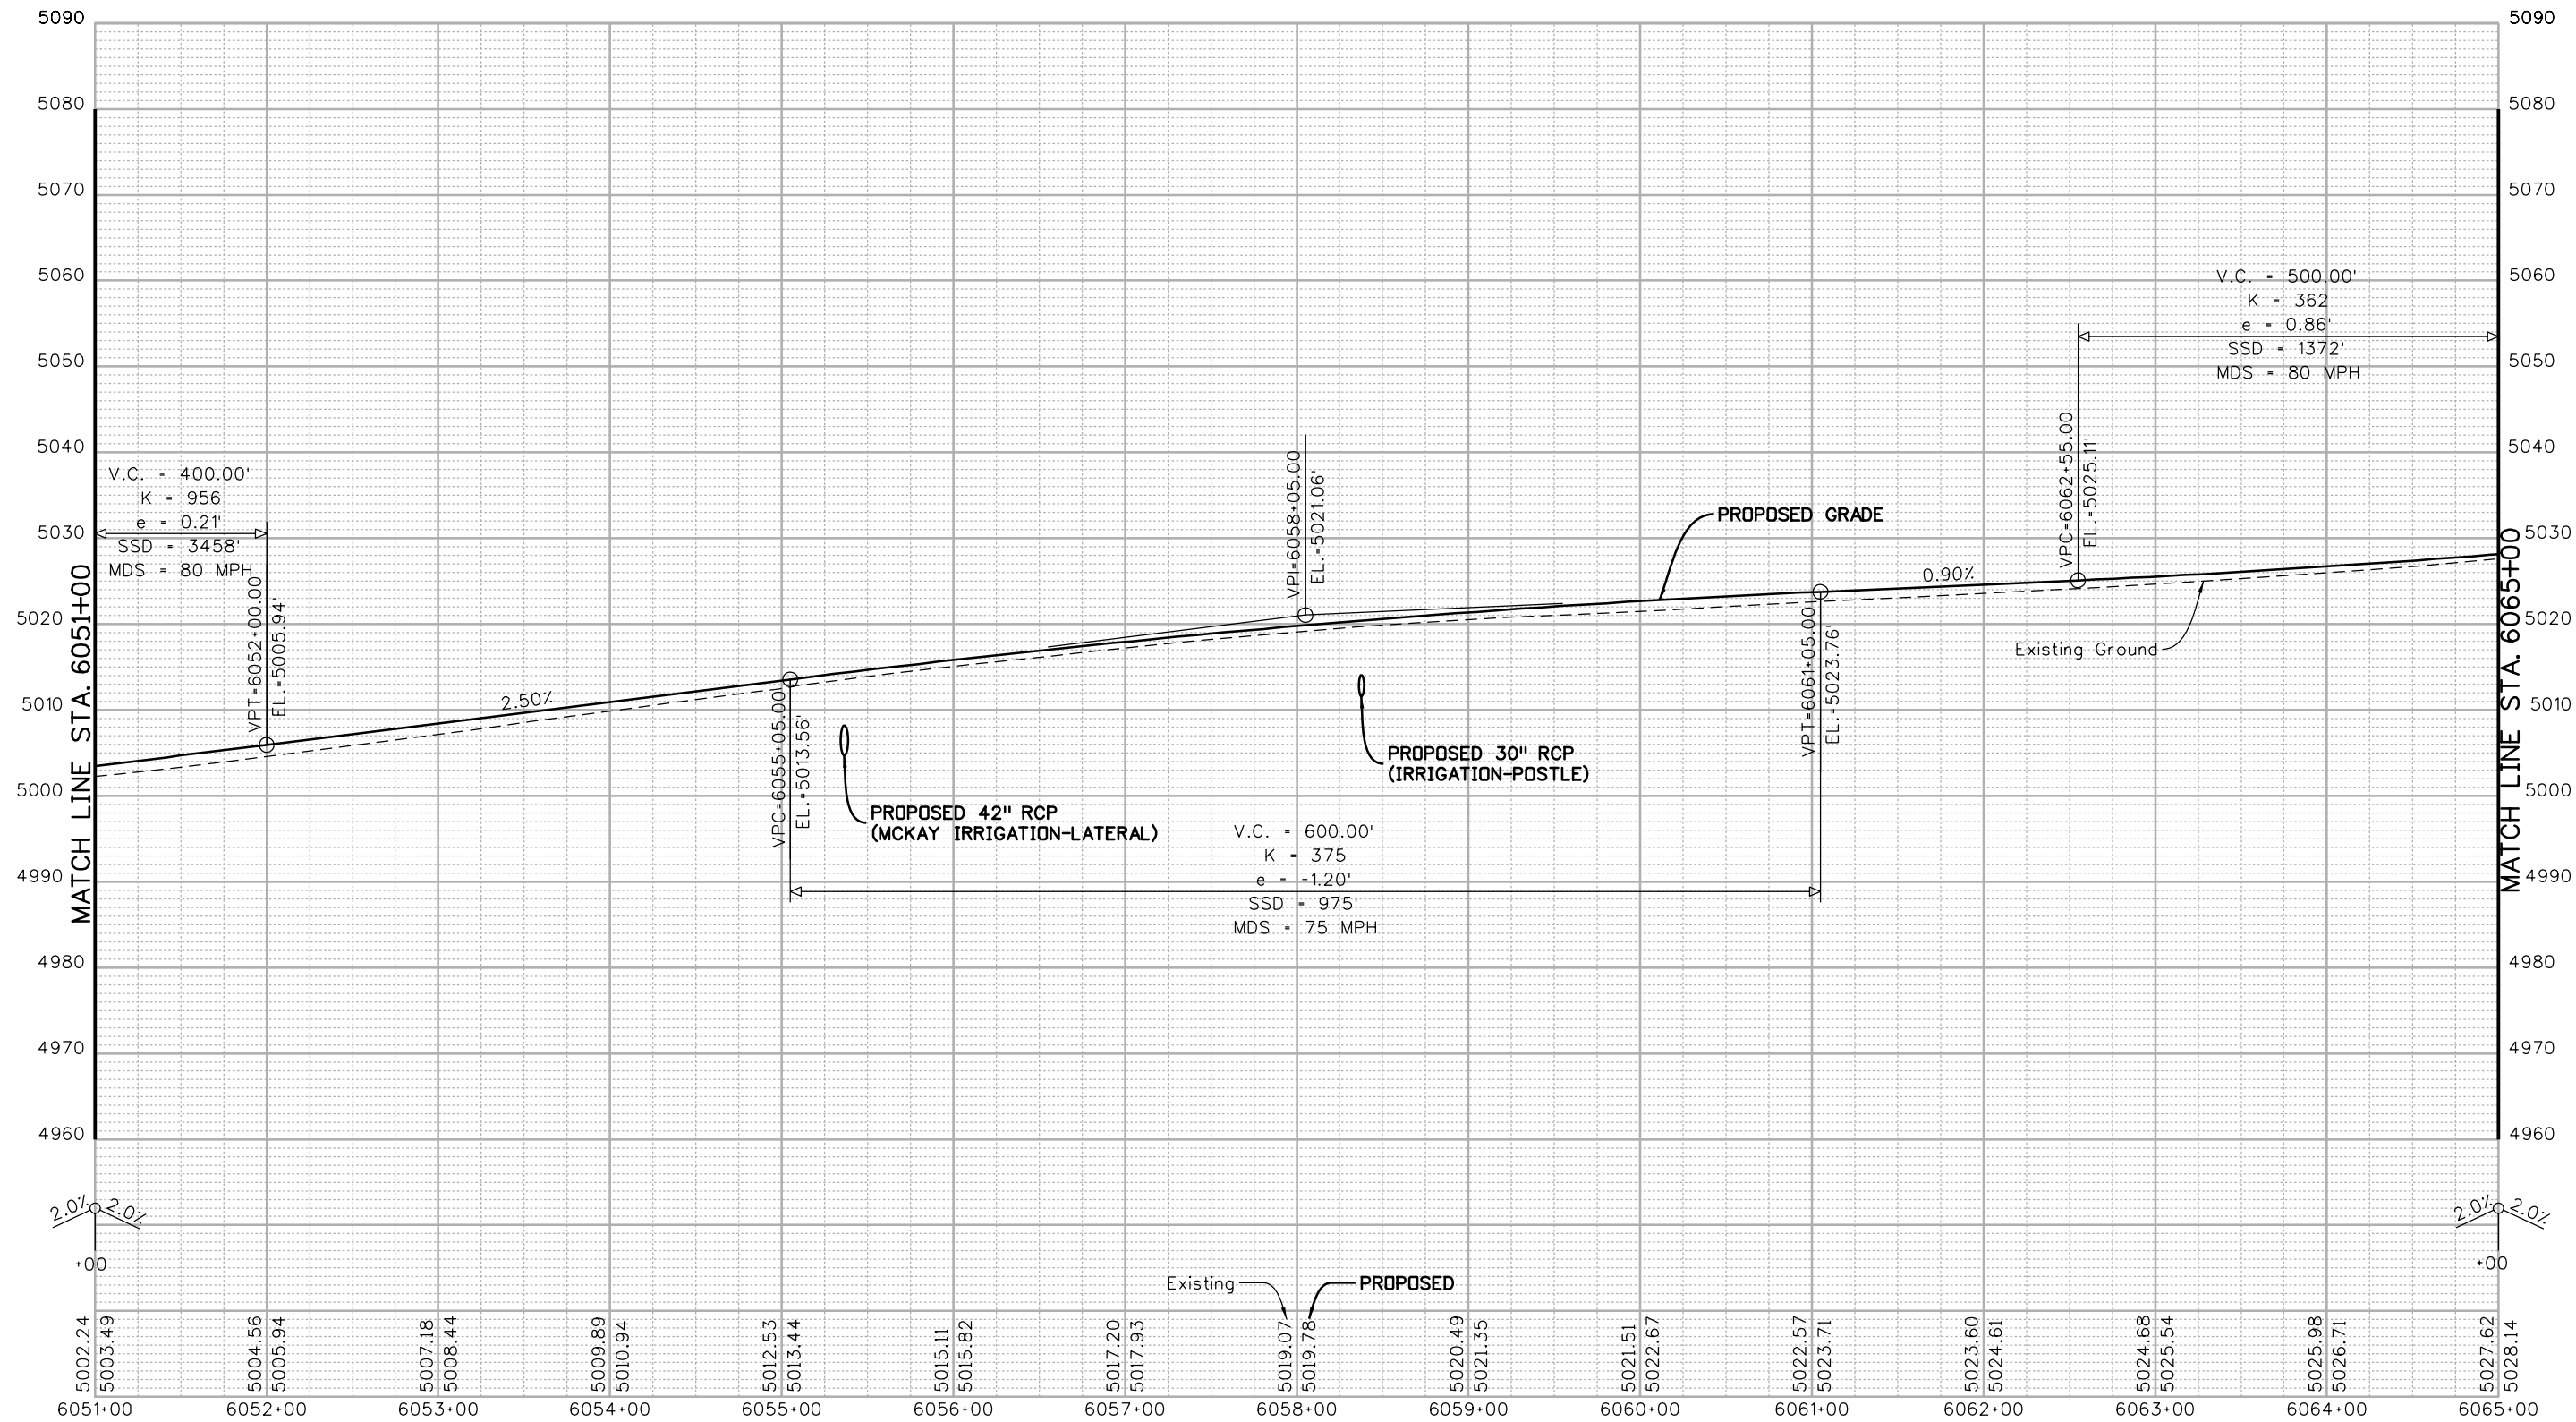 5090
5080
5070
5060
5050
5040
5030
5020
5010
5000
4990
4980
4970
4960
MATCH LINE STA. 6051+00
V.C. = 400.00'
K = 956
e = 0.21'
SSD = 3458'
MDS = 80 MPH
VPT=6052+00.00
EL.=5005.94'
2.50%
VPC=6055+05.00
EL.=5013.56'
PROPOSED 42" RCP
(MCKAY IRRIGATION-LATERAL)
V.C. = 600.00'
K = 375
e = -1.20'
SSD = 975'
MDS = 75 MPH
VPI=6058+05.00
EL.=5021.06'
PROPOSED 30" RCP
(IRRIGATION-POSTLE)
PROPOSED GRADE
VPT=6061+05.00
EL.=5023.76'
0.90%
Existing Ground
VPC=6062+55.00
EL.=5025.11'
V.C. = 500.00'
K = 362
e = 0.86'
SSD = 1372'
MDS = 80 MPH
5090
5080
5070
5060
5050
5040
5030
5020
5010
5000
4990
4980
4970
4960
MATCH LINE STA. 6065+00
2.0% 2.0%
+00
2.0% 2.0%
+00
Existing
PROPOSED
5002.24
5003.49
5004.56
5005.94
5007.18
5008.44
5009.89
5010.94
5012.53
5013.44
5015.11
5015.82
5017.20
5017.93
5019.07
5019.78
5020.49
5021.35
5021.51
5022.67
5022.57
5023.71
5023.60
5024.61
5024.68
5025.54
5025.98
5026.71
5027.62
5028.14
6051+00 6052+00 6053+00 6054+00 6055+00 6056+00 6057+00 6058+00 6059+00 6060+00 6061+00 6062+00 6063+00 6064+00 6065+00